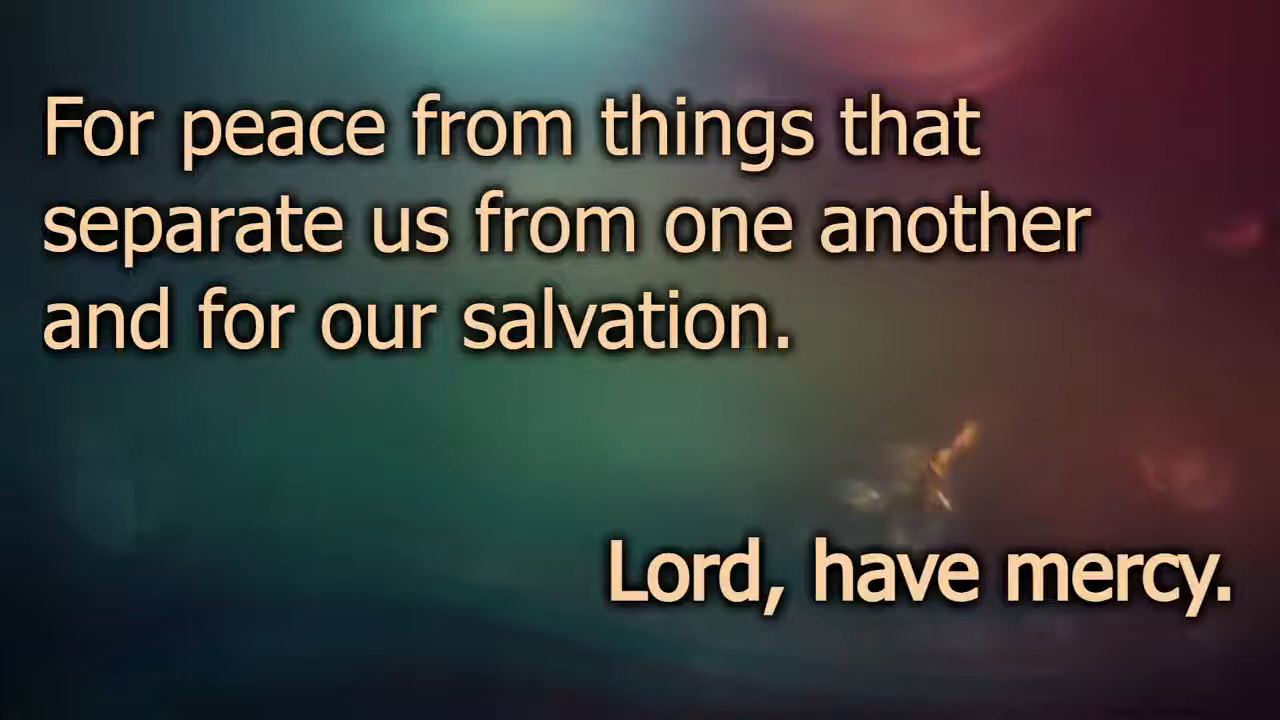 For peace from things that
separate us from one another
and for our salvation.
Lord, have mercy.